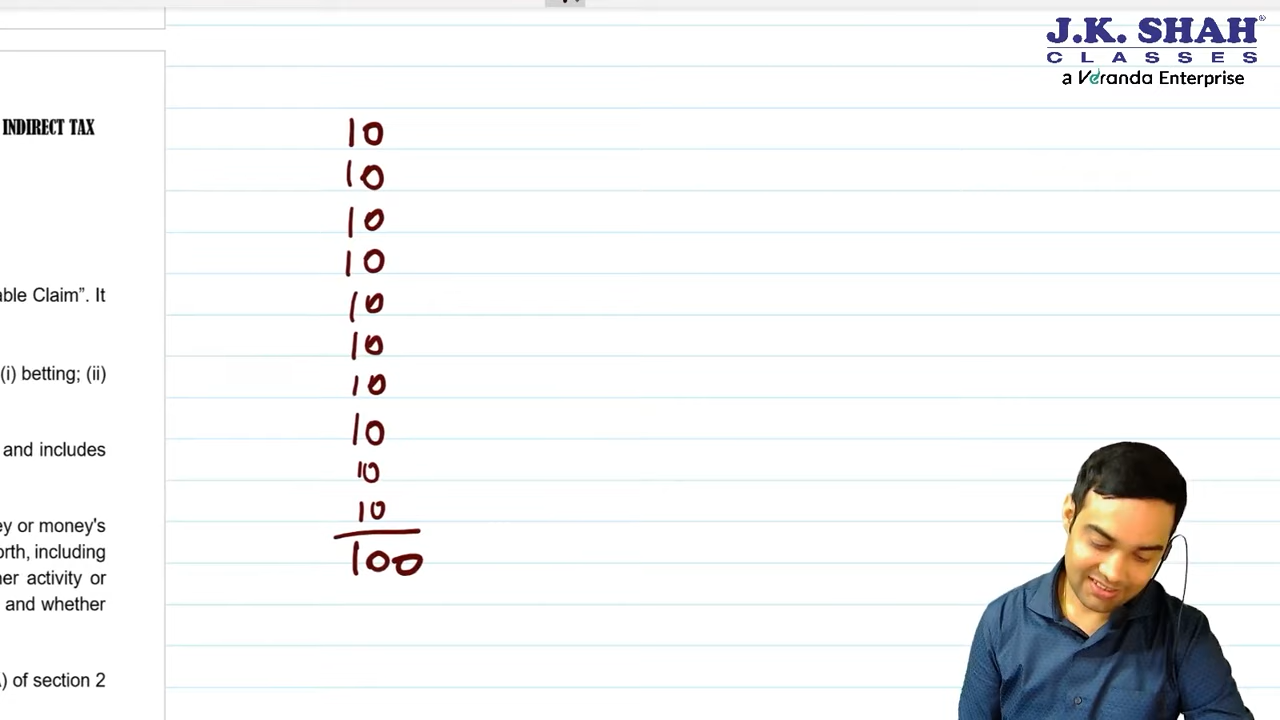 J.K. SHAH®
CLASSES
a Veranda Enterprise
INDIRECT TAX
able Claim”. It
(i) betting; (ii)
and includes
ey or money's
orth, including
her activity or
and whether
A) of section 2
10
10
10
10
10
10
10
10
10
10
100